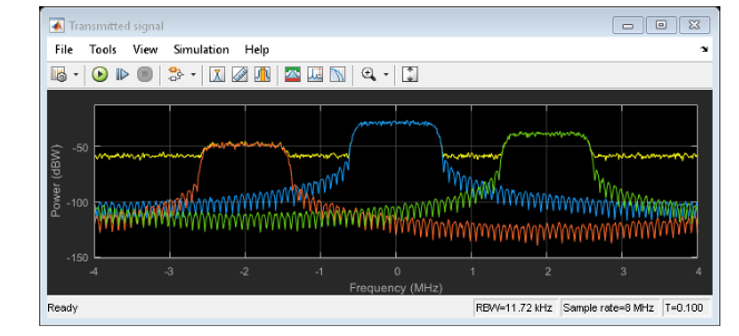 Transmitted signal
File Tools View Simulation Help
Power (dBW)
-50
-100
-150
-4 -3 -2 -1 0 1 2 3 4
Frequency (MHz)
Ready RBW=11.72 kHz Sample rate=8 MHz T=0.100